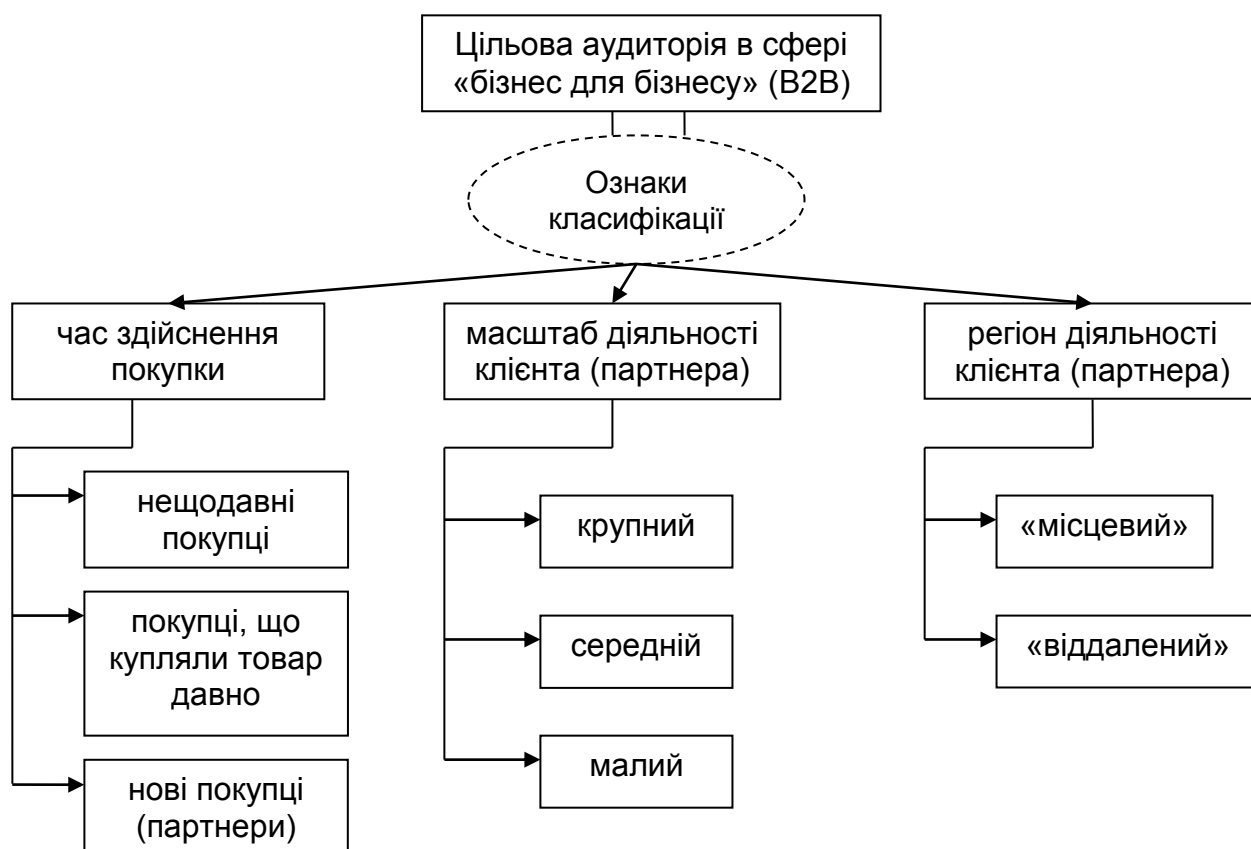 Цільова аудиторія в сфері
«бізнес для бізнесу» (B2B)
Ознаки
класифікації
час здійснення
покупки
масштаб діяльності
клієнта (партнера)
регіон діяльності
клієнта (партнера)
нещодавні
покупці
покупці, що
купляли товар
давно
нові покупці
(партнери)
крупний
середній
малий
«місцевий»
«віддалений»